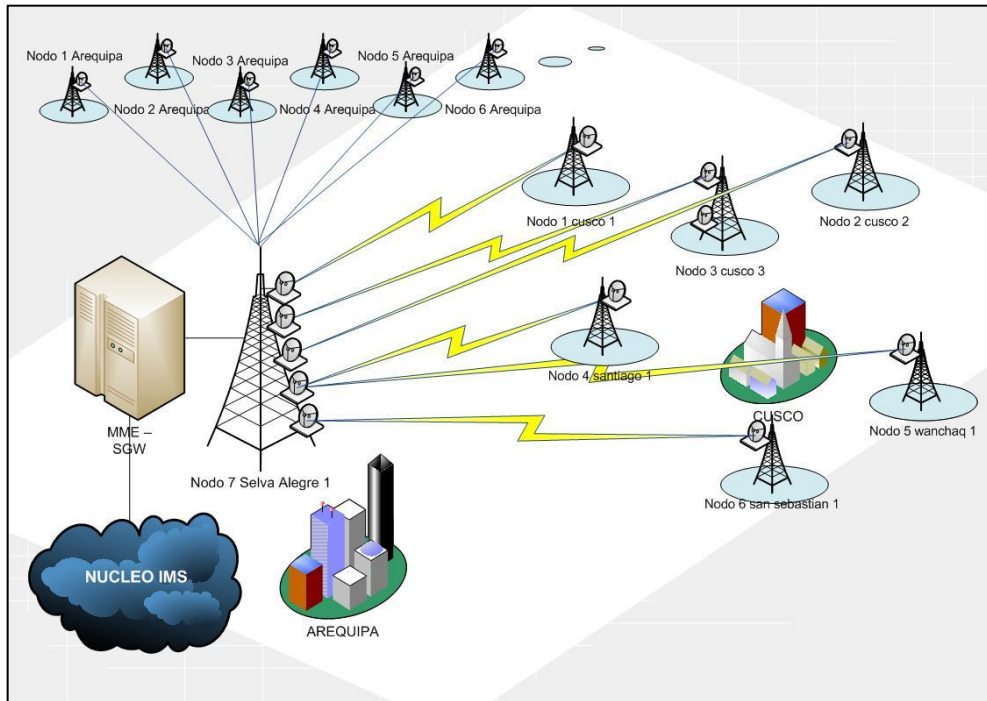 Nodo 1 Arequipa
Nodo 3 Arequipa
Nodo 5 Arequipa
Nodo 2 Arequipa
Nodo 4 Arequipa
Nodo 6 Arequipa
Nodo 1 cusco 1
Nodo 2 cusco 2
Nodo 3 cusco 3
Nodo 4 santiago 1
CUSCO
Nodo 5 wanchaq 1
MME –
SGW
Nodo 7 Selva Alegre 1
Nodo 6 san sebastian 1
NUCLEO IMS
AREQUIPA